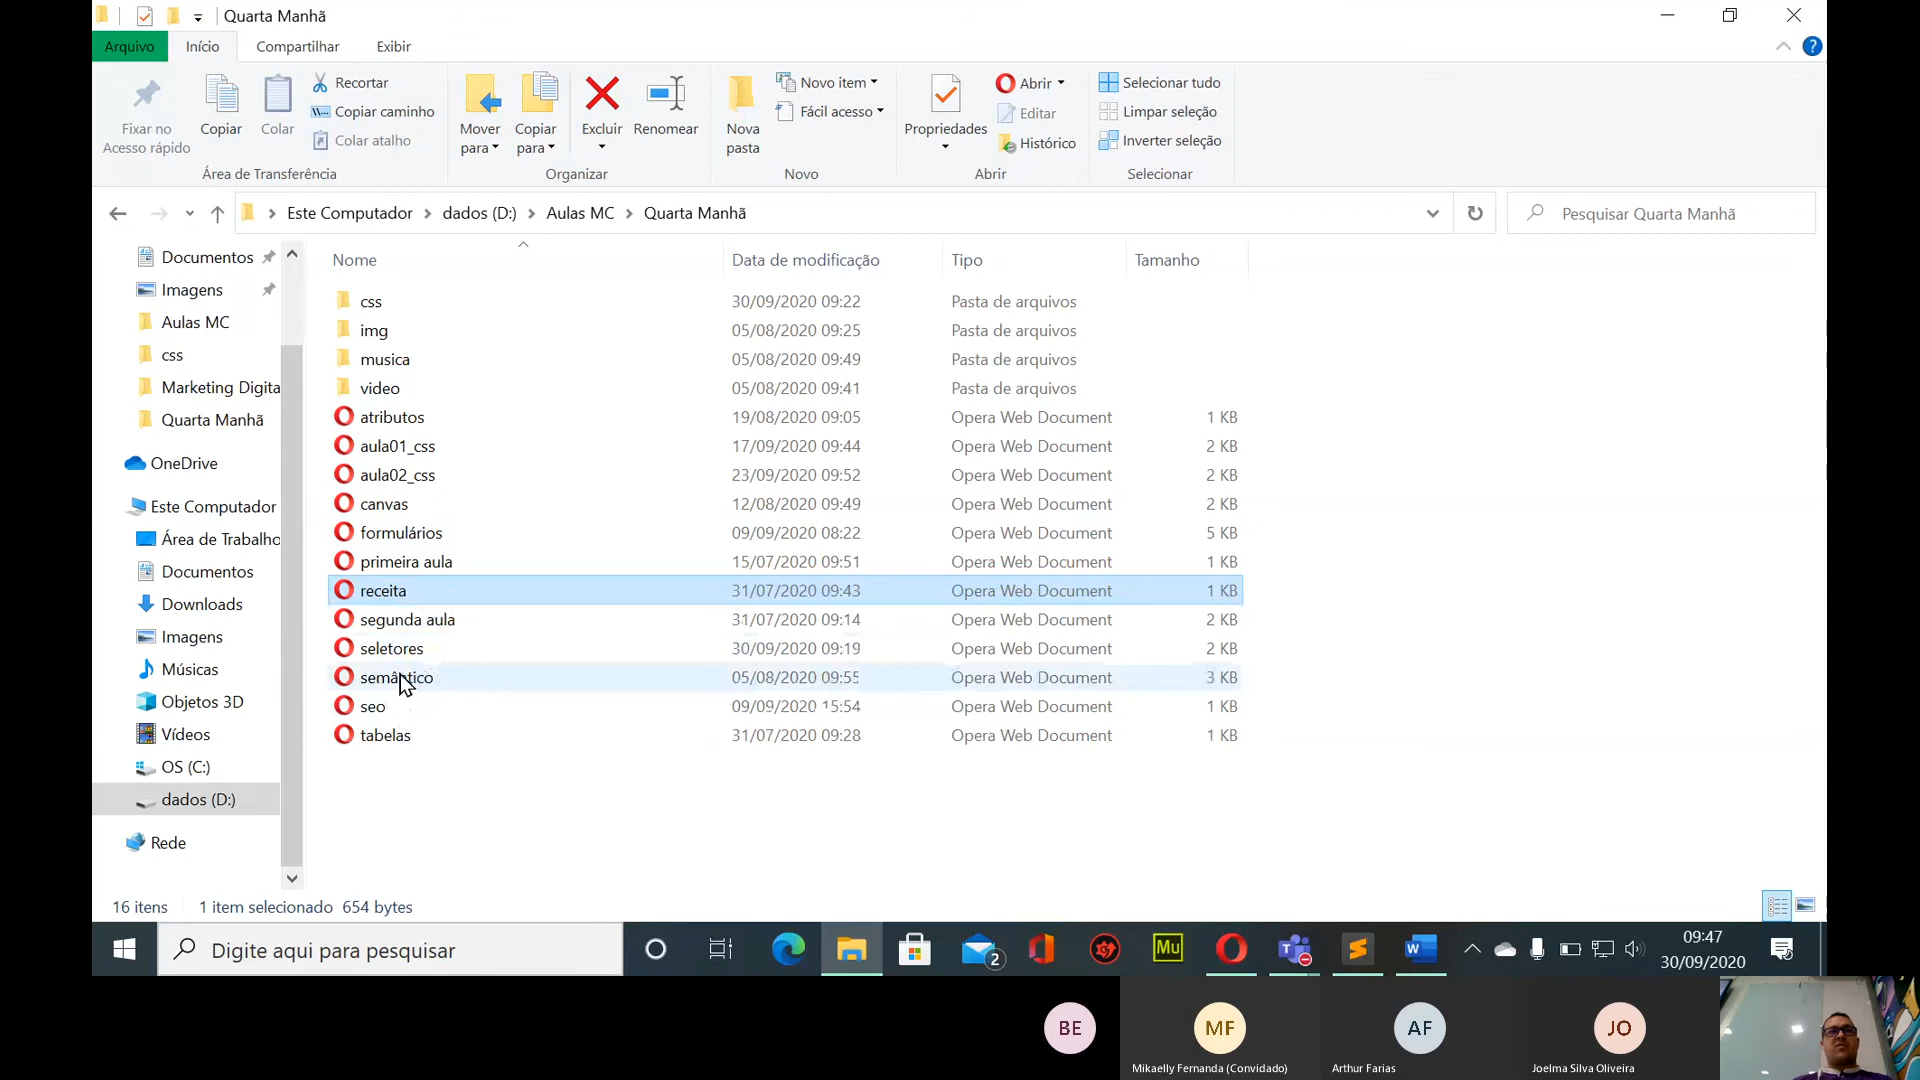 Quarta Manhã
Arquivo Início Compartilhar Exibir
Fixar no
Acesso rápido
Copiar
Colar
Recortar
Copiar caminho
Colar atalho
Área de Transferência
Mover
para
Copiar
para
Excluir
Renomear
Organizar
Nova
pasta
Novo item
Fácil acesso
Novo
Propriedades
Abrir
Editar
Histórico
Abrir
Selecionar tudo
Limpar seleção
Inverter seleção
Selecionar
Este Computador dados (D:) Aulas MC Quarta Manhã
Pesquisar Quarta Manhã
Documentos
Imagens
Aulas MC
css
Marketing Digita
Quarta Manhã
OneDrive
Este Computador
Área de Trabalho
Documentos
Downloads
Imagens
Músicas
Objetos 3D
Vídeos
OS (C:)
dados (D:)
Rede
Nome Data de modificação Tipo Tamanho
css 30/09/2020 09:22 Pasta de arquivos
img 05/08/2020 09:25 Pasta de arquivos
musica 05/08/2020 09:49 Pasta de arquivos
video 05/08/2020 09:41 Pasta de arquivos
atributos 19/08/2020 09:05 Opera Web Document 1 KB
aula01_css 17/09/2020 09:44 Opera Web Document 2 KB
aula02_css 23/09/2020 09:52 Opera Web Document 2 KB
canvas 12/08/2020 09:49 Opera Web Document 2 KB
formulários 09/09/2020 08:22 Opera Web Document 5 KB
primeira aula 15/07/2020 09:51 Opera Web Document 1 KB
receita 31/07/2020 09:43 Opera Web Document 1 KB
segunda aula 31/07/2020 09:14 Opera Web Document 2 KB
seletores 30/09/2020 09:19 Opera Web Document 2 KB
semântico 05/08/2020 09:55 Opera Web Document 3 KB
seo 09/09/2020 15:54 Opera Web Document 1 KB
tabelas 31/07/2020 09:28 Opera Web Document 1 KB
16 itens 1 item selecionado 654 bytes
Digite aqui para pesquisar
2
Mu
09:47
30/09/2020
BE
MF
AF
JO
Mikaelly Fernanda (Convidado)
Arthur Farias
Joelma Silva Oliveira